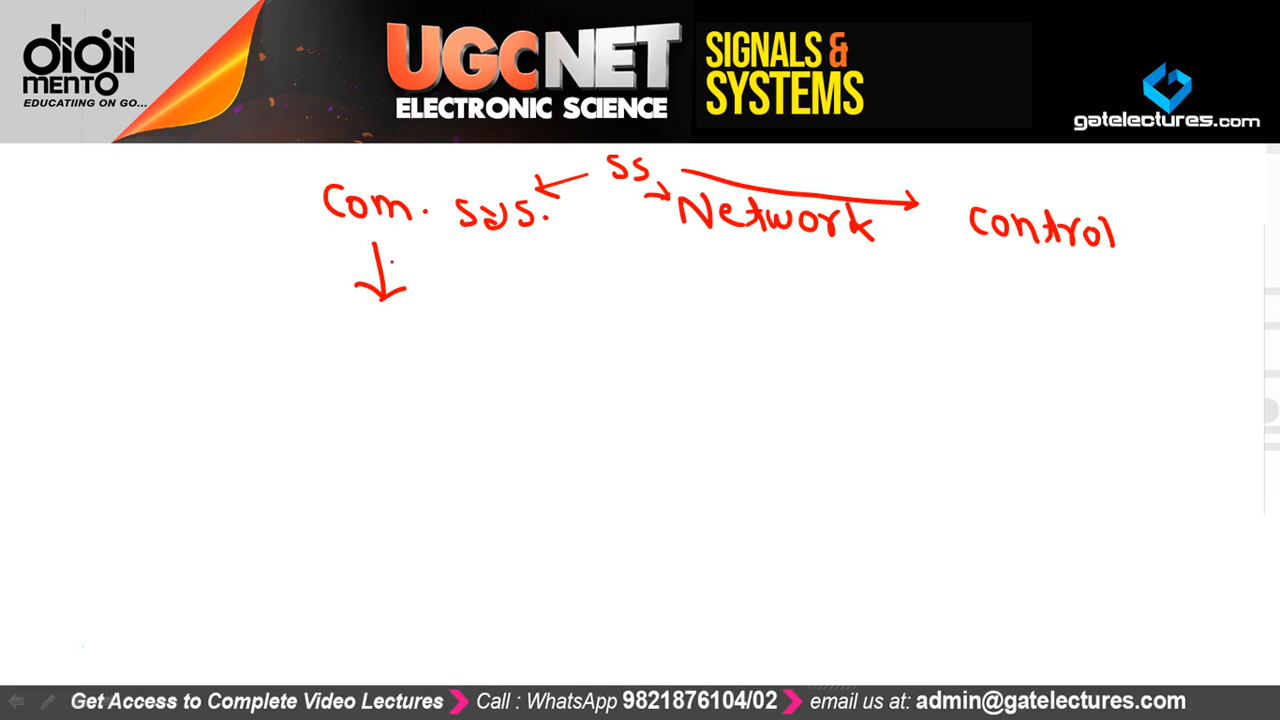 digii
MENTO
EDUCATIING ON GO...
UGCNET
ELECTRONIC SCIENCE
SIGNALS &
SYSTEMS
gatelectures.com
SS
Com. Sys.
Network
Control
Get Access to Complete Video Lectures
Call : WhatsApp 9821876104/02
email us at: admin@gatelectures.com